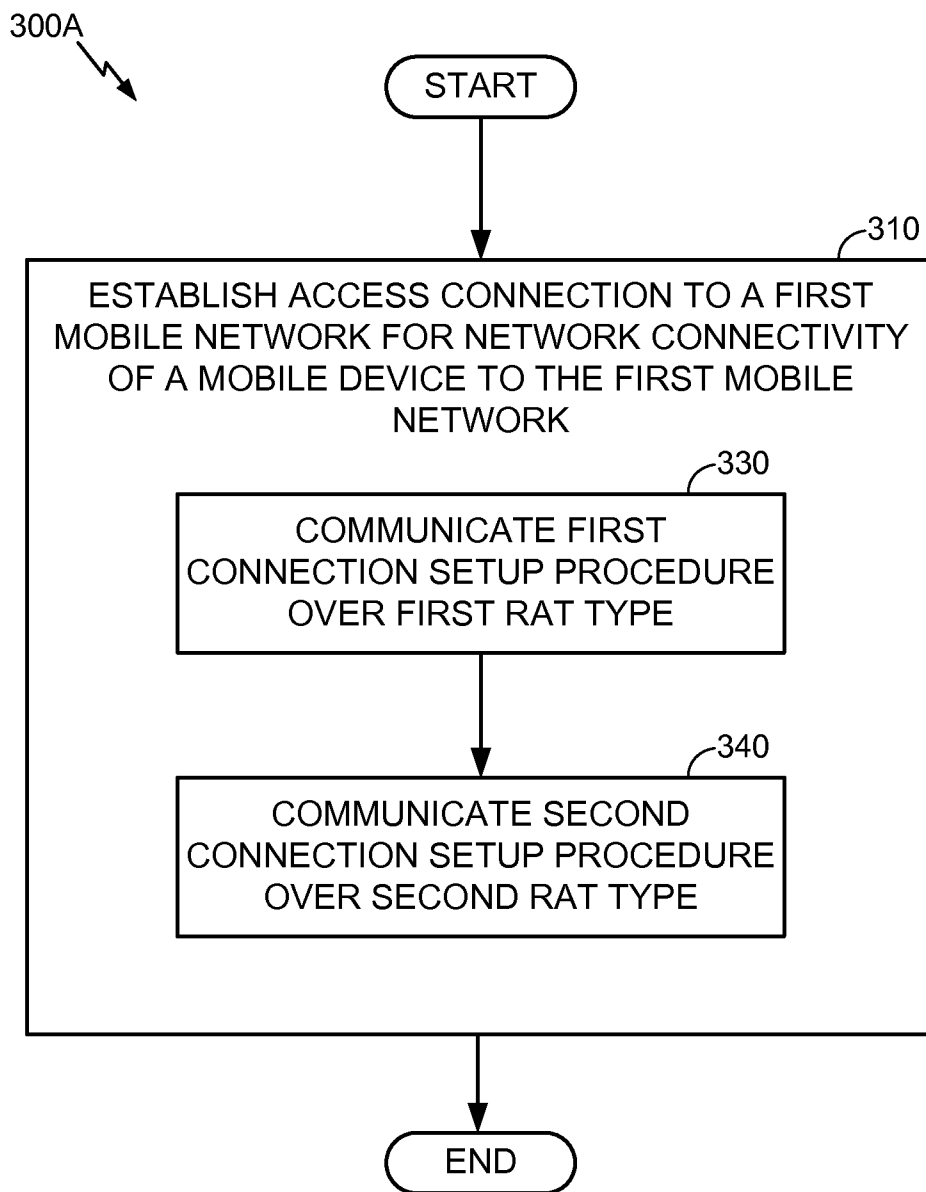 300A
START
310
ESTABLISH ACCESS CONNECTION TO A FIRST
MOBILE NETWORK FOR NETWORK CONNECTIVITY
OF A MOBILE DEVICE TO THE FIRST MOBILE
NETWORK
330
COMMUNICATE FIRST
CONNECTION SETUP PROCEDURE
OVER FIRST RAT TYPE
340
COMMUNICATE SECOND
CONNECTION SETUP PROCEDURE
OVER SECOND RAT TYPE
END